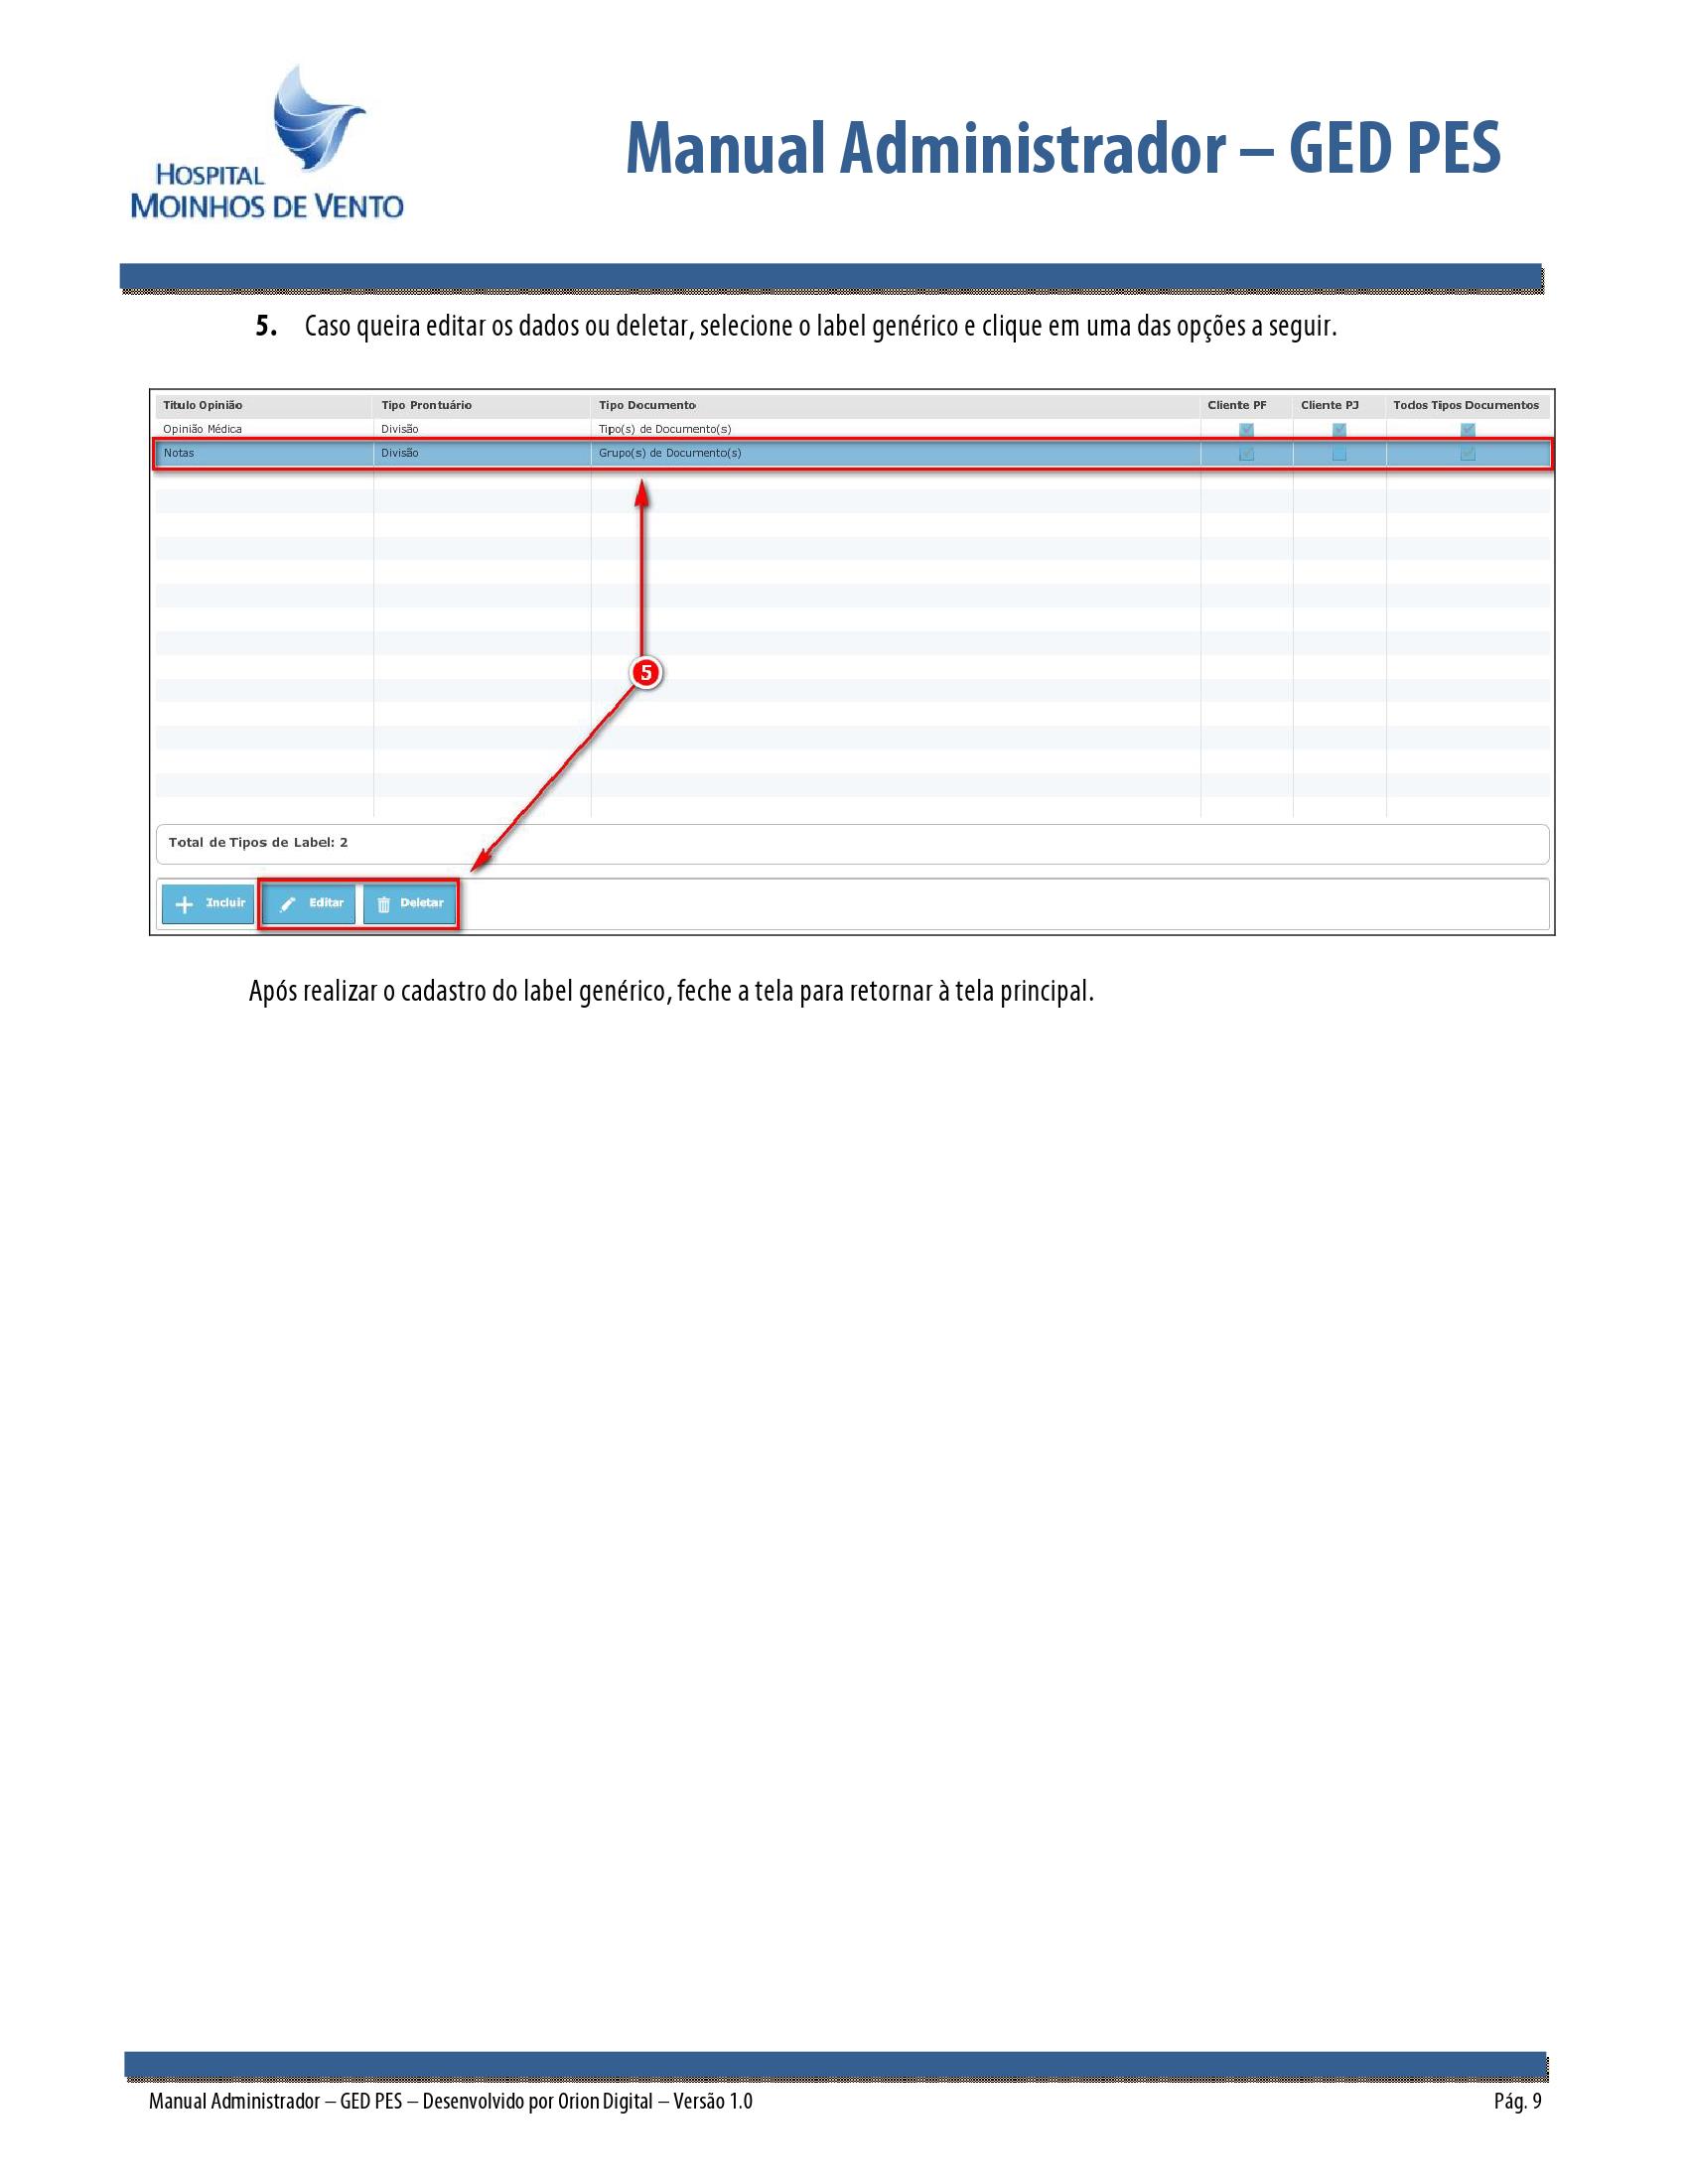 HOSPITAL
MOINHOS DE VENTO
Manual Administrador – GED PES
5. Caso queira editar os dados ou deletar, selecione o label genérico e clique em uma das opções a seguir.
Titulo Opinião Tipo Prontuário Tipo Documento Cliente PF Cliente PJ Todos Tipos Documentos
Opinião Médica Divisão Tipo(s) de Documento(s)
Notas Divisão Grupo(s) de Documento(s)
5
Total de Tipos de Label: 2
Incluir Editar Deletar
Após realizar o cadastro do label genérico, feche a tela para retornar à tela principal.
Manual Administrador – GED PES – Desenvolvido por Orion Digital – Versão 1.0 Pág. 9